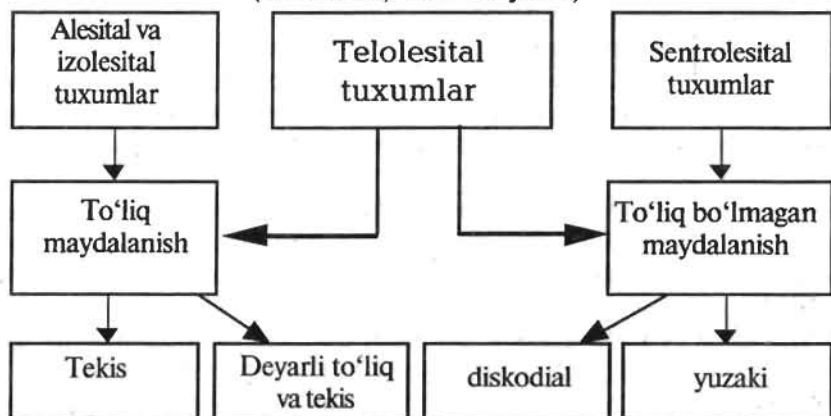 Alesital va
izolesital
tuxumlar
Telolesital
tuxumlar
Sentrolesital
tuxumlar
To‘liq
maydalanish
To‘liq bo‘lmagan
maydalanish
Tekis
Deyarli to‘liq
va tekis
diskodial
yuzaki